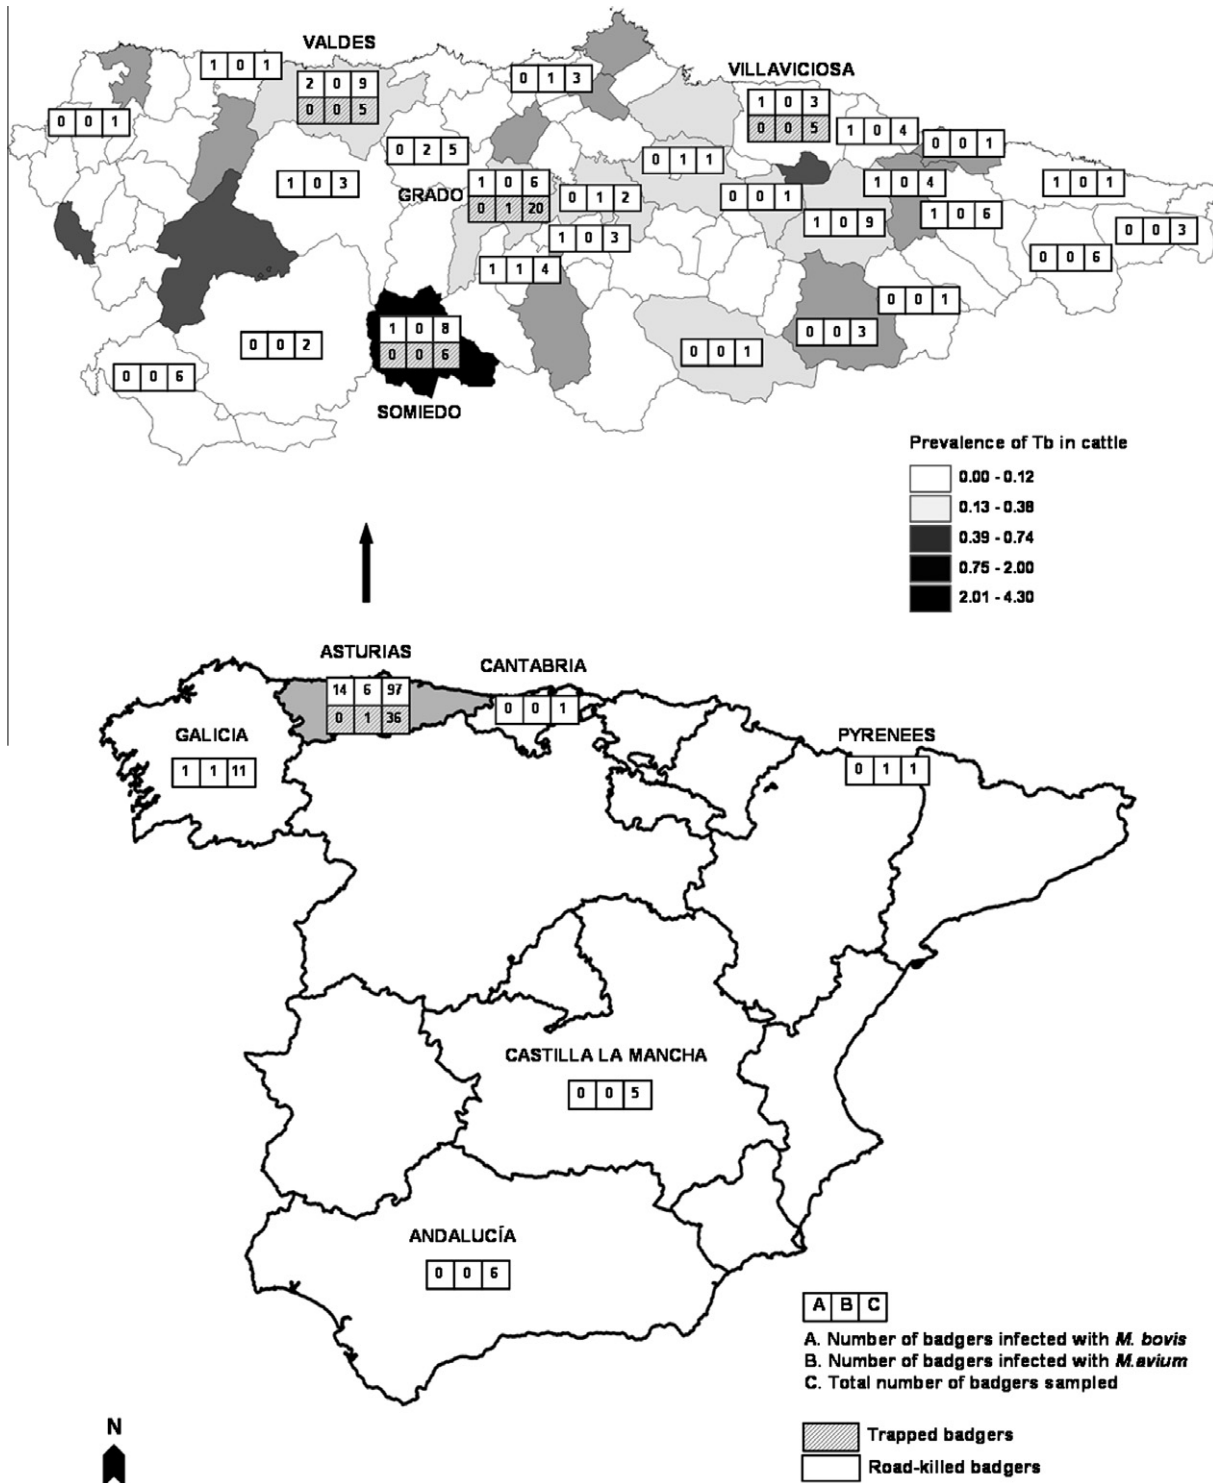 VALDES
VILLAVICIOSA
1 0 1
2 0 9
0 0 5
0 1 3
1 0 3
0 0 5
0 0 1
1 0 4
0 0 1
0 2 5
0 1 1
1 0 3
GRADO
1 0 6
0 1 20
0 1 2
0 0 1
1 0 4
1 0 1
1 0 9
1 0 6
0 0 3
1 0 3
1 1 4
0 0 6
0 0 1
1 0 8
0 0 6
0 0 3
0 0 2
0 0 1
0 0 6
SOMIEDO
Prevalence of Tb in cattle
0.00 - 0.12
0.13 - 0.38
0.39 - 0.74
0.75 - 2.00
2.01 - 4.30
ASTURIAS
CANTABRIA
14 6 97
0 1 36
0 0 1
GALICIA
PYRENEES
1 1 11
0 1 1
CASTILLA LA MANCHA
0 0 5
ANDALUCÍA
0 0 6
A B C
A. Number of badgers infected with M. bovis
B. Number of badgers infected with M.avium
C. Total number of badgers sampled
N
Trapped badgers
Road-killed badgers